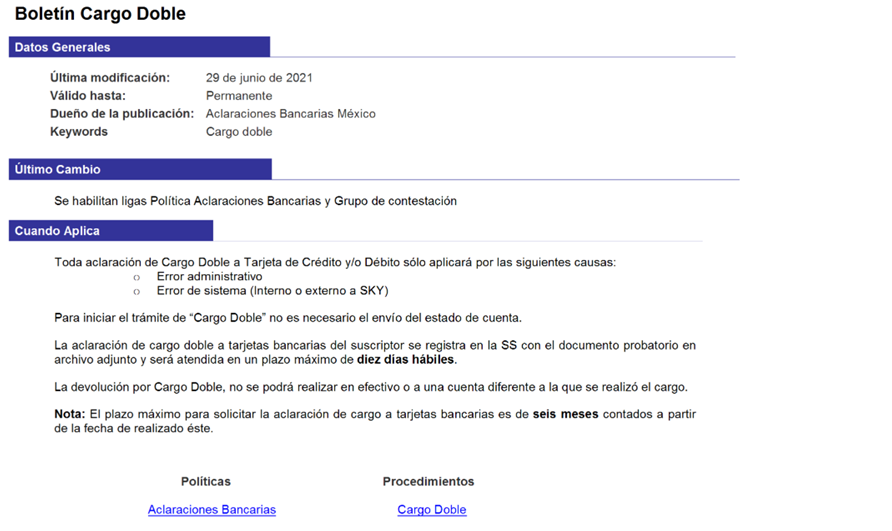 Boletín Cargo Doble
Datos Generales
Última modificación: 29 de junio de 2021
Válido hasta: Permanente
Dueño de la publicación: Aclaraciones Bancarias México
Keywords Cargo doble
Último Cambio
Se habilitan ligas Política Aclaraciones Bancarias y Grupo de contestación
Cuando Aplica
Toda aclaración de Cargo Doble a Tarjeta de Crédito y/o Débito sólo aplicará por las siguientes causas:
o Error administrativo
o Error de sistema (Interno o externo a SKY)
Para iniciar el trámite de “Cargo Doble” no es necesario el envío del estado de cuenta.
La aclaración de cargo doble a tarjetas bancarias del suscriptor se registra en la SS con el documento probatorio en
archivo adjunto y será atendida en un plazo máximo de diez días hábiles.
La devolución por Cargo Doble, no se podrá realizar en efectivo o a una cuenta diferente a la que se realizó el cargo.
Nota: El plazo máximo para solicitar la aclaración de cargo a tarjetas bancarias es de seis meses contados a partir
de la fecha de realizado éste.
Políticas Procedimientos
Aclaraciones Bancarias Cargo Doble